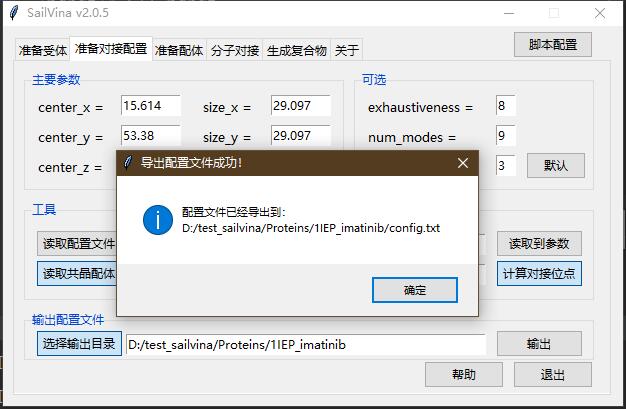 SailVina v2.0.5
脚本配置
准备受体 准备对接配置 准备配体 分子对接 生成复合物 关于
主要参数
center_x = 15.614 size_x = 29.097
center_y = 53.38 size_y = 29.097
center_z =
可选
exhaustiveness = 8
num_modes = 9
3 默认
导出配置文件成功!
配置文件已经导出到:
D:/test_sailvina/Proteins/1IEP_imatinib/config.txt
确定
工具
读取配置文件 读取到参数
读取共晶配体 计算对接位点
输出配置文件
选择输出目录 D:/test_sailvina/Proteins/1IEP_imatinib 输出
帮助 退出